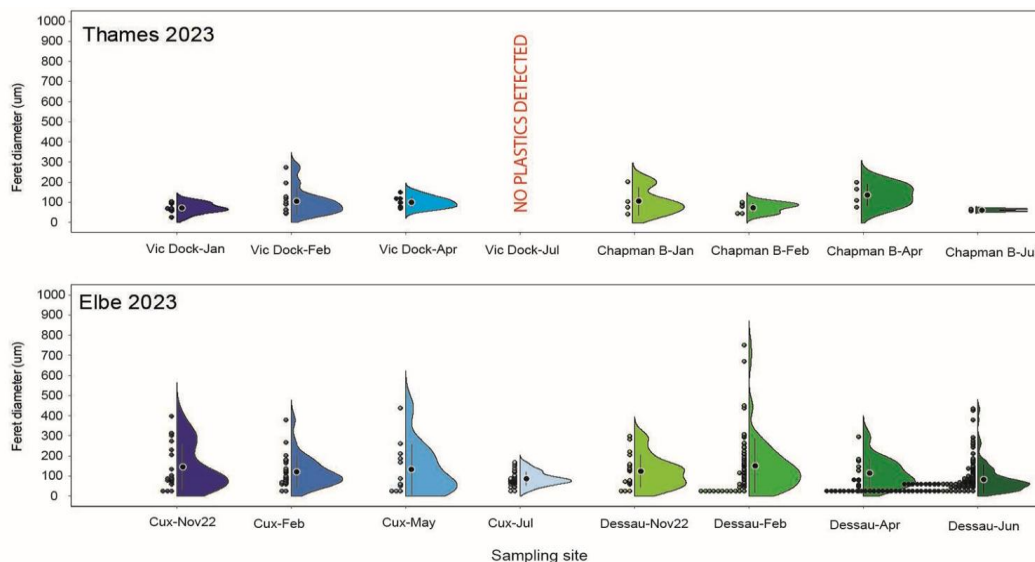 Thames 2023
Feret diameter (um)
1000
900
800
700
600
500
400
300
200
100
0
NO PLASTICS DETECTED
Vic Dock-Jan Vic Dock-Feb Vic Dock-Apr Vic Dock-Jul Chapman B-Jan Chapman B-Feb Chapman B-Apr Chapman B-Ju
Elbe 2023
Feret diameter (um)
1000
900
800
700
600
500
400
300
200
100
0
Cux-Nov22 Cux-Feb Cux-May Cux-Jul Dessau-Nov22 Dessau-Feb Dessau-Apr Dessau-Jun
Sampling site